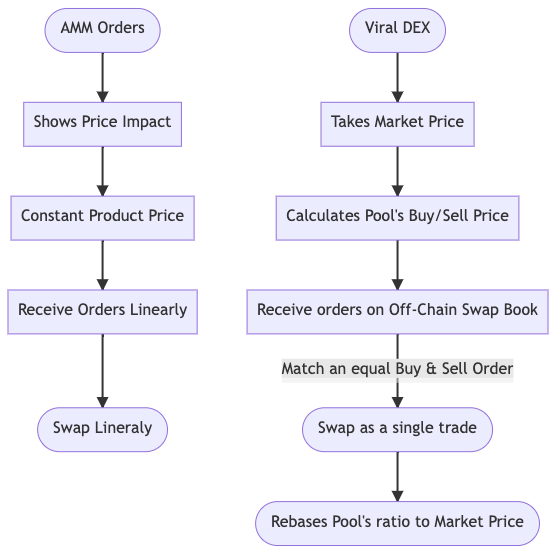 AMM Orders
Shows Price Impact
Constant Product Price
Receive Orders Linearly
Swap Lineraly
Viral DEX
Takes Market Price
Calculates Pool's Buy/Sell Price
Receive orders on Off-Chain Swap Book
Match an equal Buy & Sell Order
Swap as a single trade
Rebases Pool's ratio to Market Price